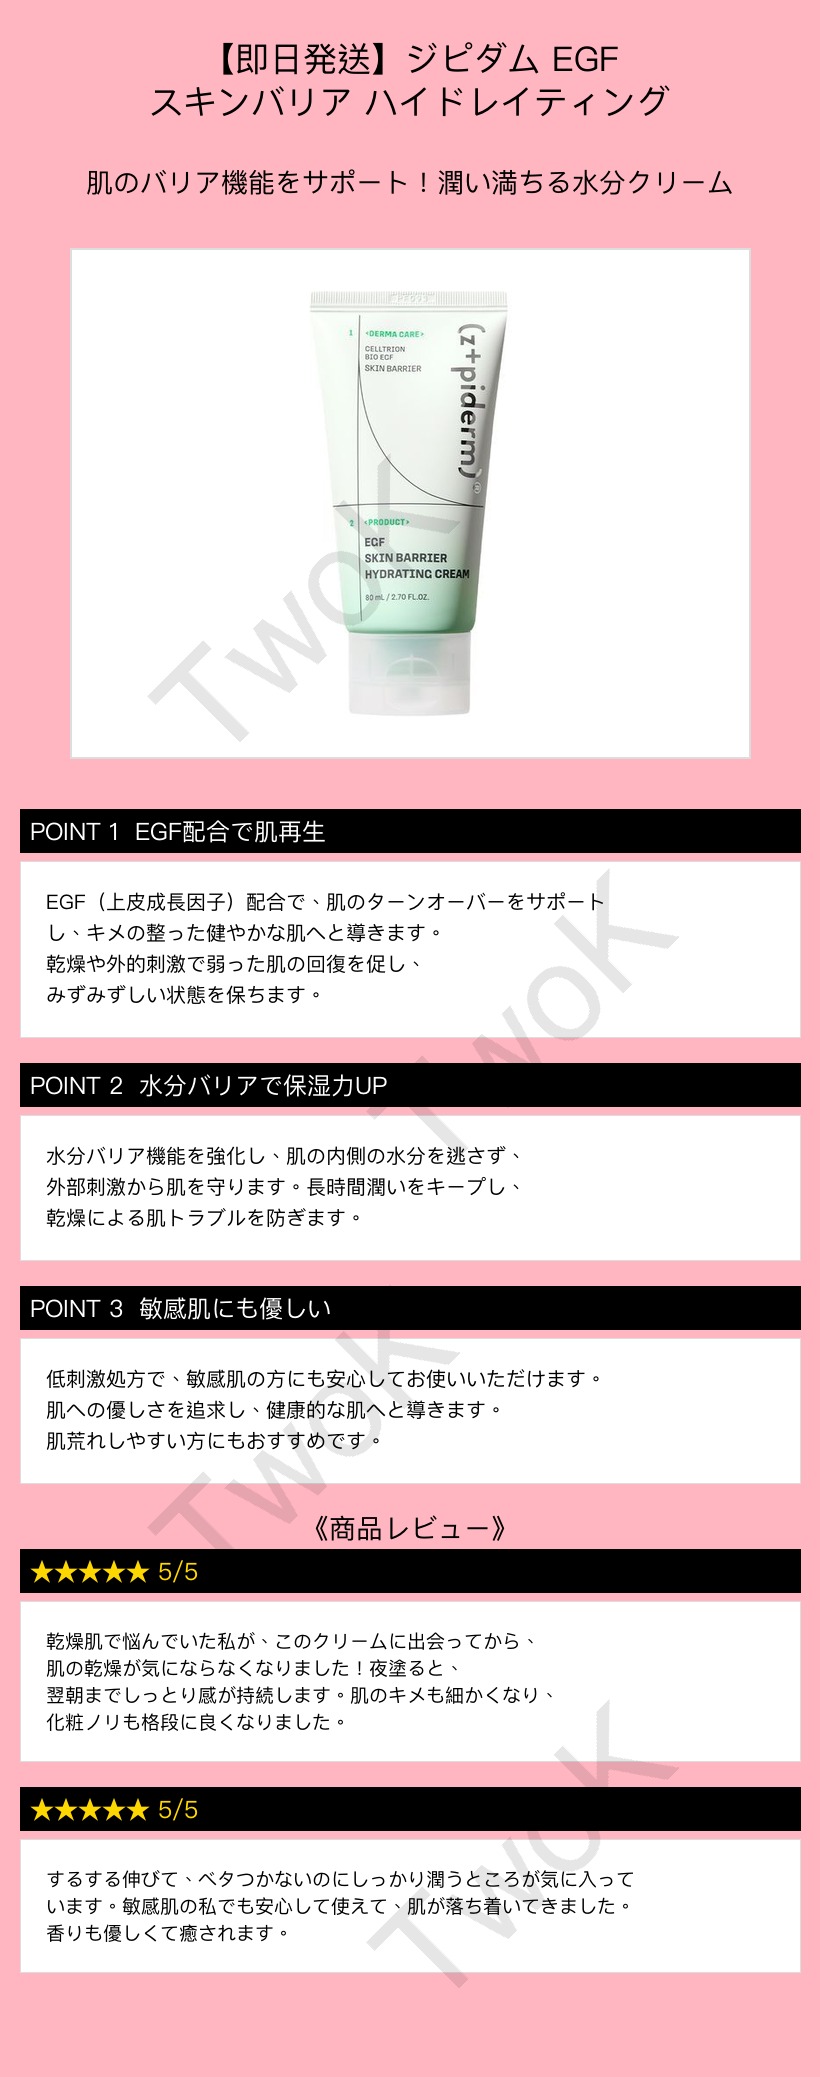 【即日発送】ジピダム EGF
スキンバリア ハイドレイティング
肌のバリア機能をサポート！潤い満ちる水分クリーム
1 <DERMA CARE>
CELLTRION
BIO EGF
SKIN BARRIER
(z+piderm)®
2 <PRODUCT>
EGF
SKIN BARRIER
HYDRATING CREAM
80 mL / 2.70 FL.OZ.
TwoK
POINT 1 EGF配合で肌再生
EGF（上皮成長因子）配合で、肌のターンオーバーをサポート
し、キメの整った健やかな肌へと導きます。
乾燥や外的刺激で弱った肌の回復を促し、
みずみずしい状態を保ちます。
TwoK
POINT 2 水分バリアで保湿力UP
水分バリア機能を強化し、肌の内側の水分を逃さず、
外部刺激から肌を守ります。長時間潤いをキープし、
乾燥による肌トラブルを防ぎます。
POINT 3 敏感肌にも優しい
低刺激処方で、敏感肌の方にも安心してお使いいただけます。
肌への優しさを追求し、健康的な肌へと導きます。
肌荒れしやすい方にもおすすめです。
TwoK
《商品レビュー》
★★★★★ 5/5
乾燥肌で悩んでいた私が、このクリームに出会ってから、
肌の乾燥が気にならなくなりました！夜塗ると、
翌朝までしっとり感が持続します。肌のキメも細かくなり、
化粧ノリも格段に良くなりました。
★★★★★ 5/5
するする伸びて、ベタつかないのにしっかり潤うところが気に入って
います。敏感肌の私でも安心して使えて、肌が落ち着いてきました。
香りも優しくて癒されます。
TwoK